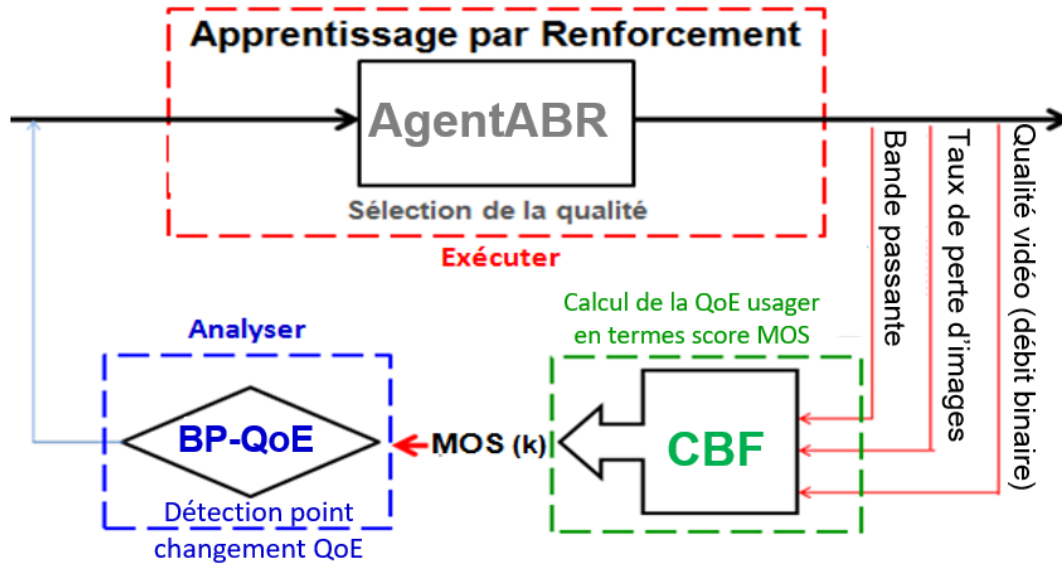 Apprentissage par Renforcement
AgentABR
Sélection de la qualité
Exécuter
Bande passante
Taux de perte d'images
Qualité vidéo (débit binaire)
Calcul de la QoE usager
en termes score MOS
CBF
MOS (k)
Analyser
BP-QoE
Détection point
changement QoE